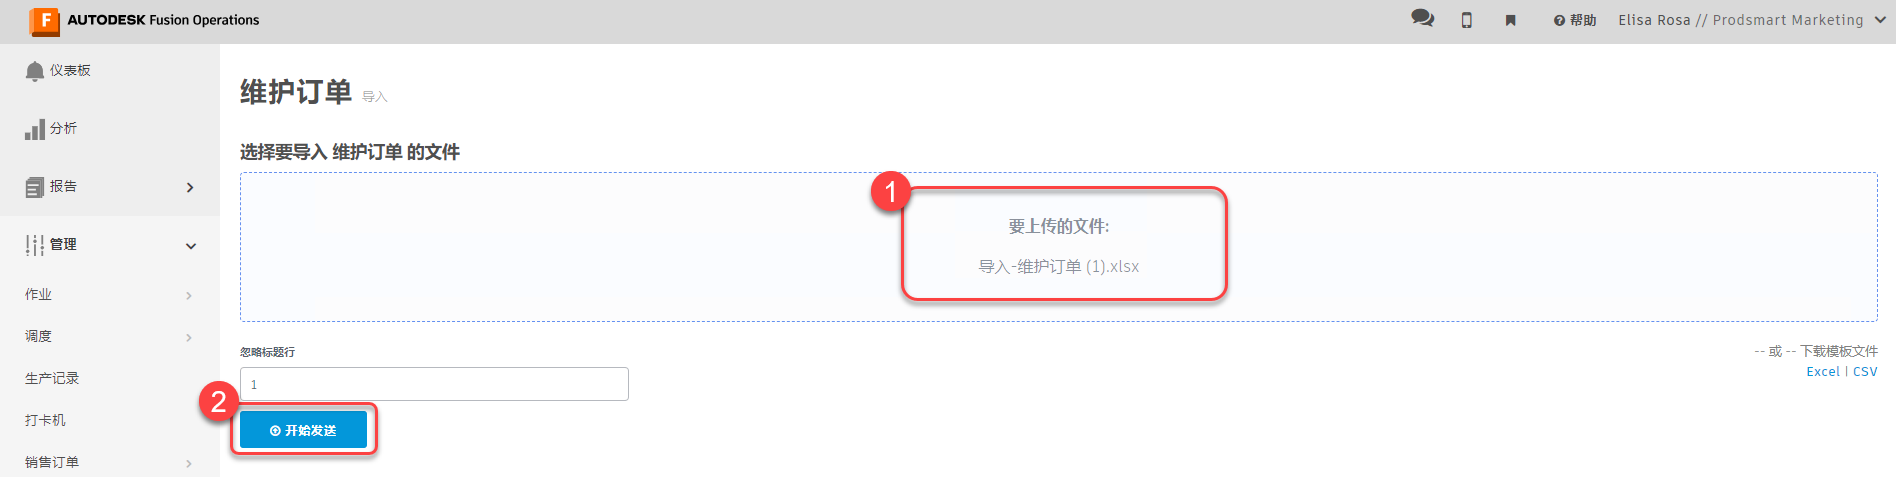 F AUTODESK Fusion Operations
帮助 Elisa Rosa // Prodsmart Marketing
仪表板
分析
报告
管理
作业
调度
生产记录
打卡机
销售订单
维护订单 导入
选择要导入 维护订单 的文件
1
要上传的文件:
导入-维护订单 (1).xlsx
忽略标题行
1
-- 或 -- 下载模板文件
Excel | CSV
2
开始发送